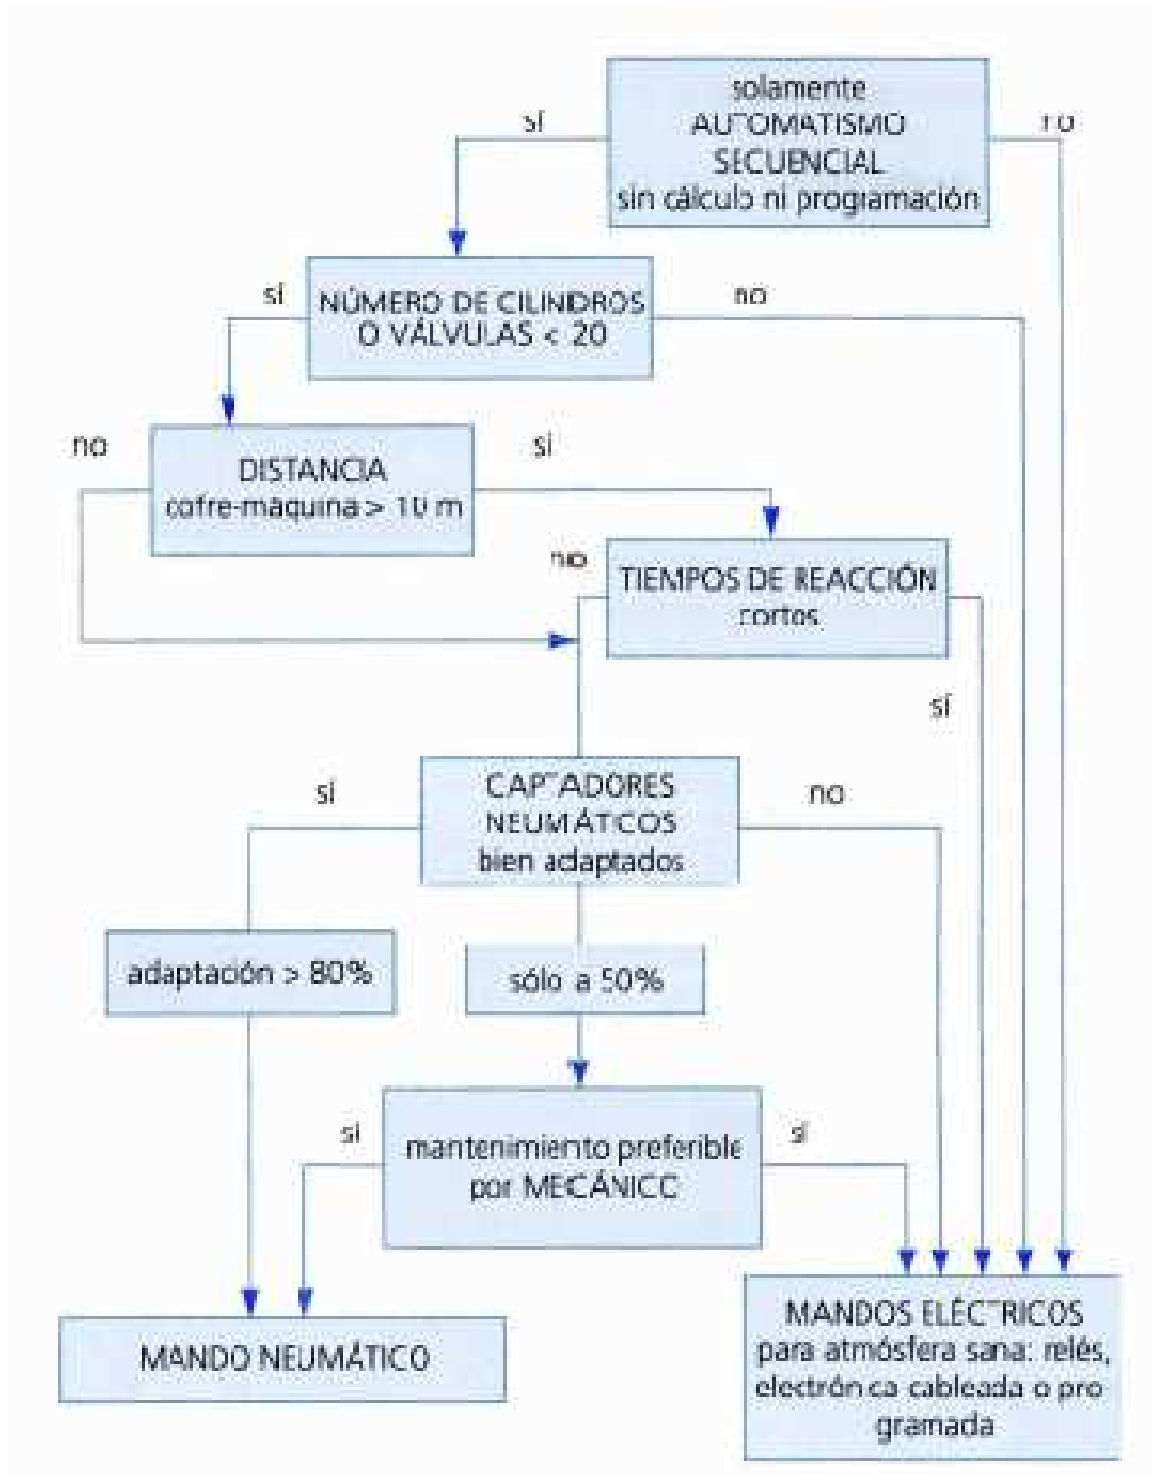 solamente
AUTOMATISMO
SECUENCIAL
sin cálculo ni programación
sí
no
NÚMERO DE CILINDROS
O VÁLVULAS < 20
sí
no
DISTANCIA
cofre-máquina > 10 m
no
sí
TIEMPOS DE REACCIÓN
cortos
no
sí
CAPTADORES
NEUMÁTICOS
bien adaptados
sí
no
adaptación > 80%
sólo a 50%
mantenimiento preferible
por MECÁNICO
sí
sí
MANDO NEUMÁTICO
MANDOS ELÉCTRICOS
para atmósfera sana: relés,
electrónica cableada o pro
gramada